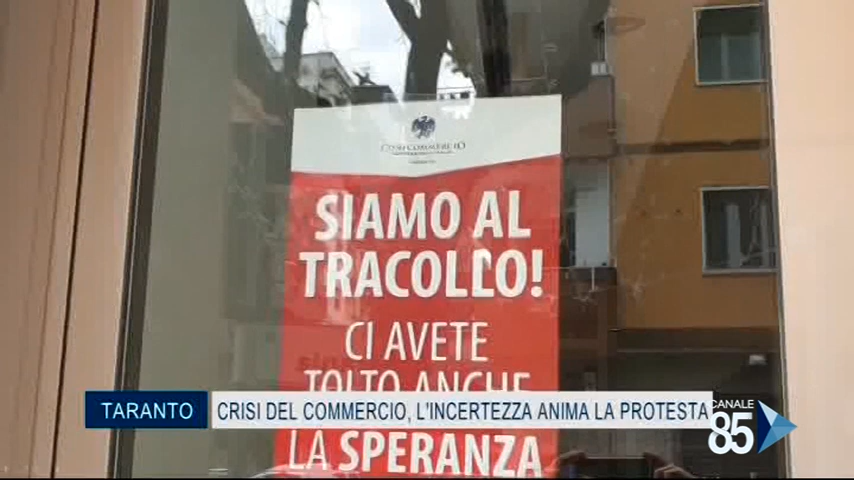 CONFCOMMERCIO
SIAMO AL
TRACOLLO!
CI AVETE
TOLTO ANCHE
LA SPERANZA
TARANTO
CRISI DEL COMMERCIO, L'INCERTEZZA ANIMA LA PROTESTA
CANALE
85